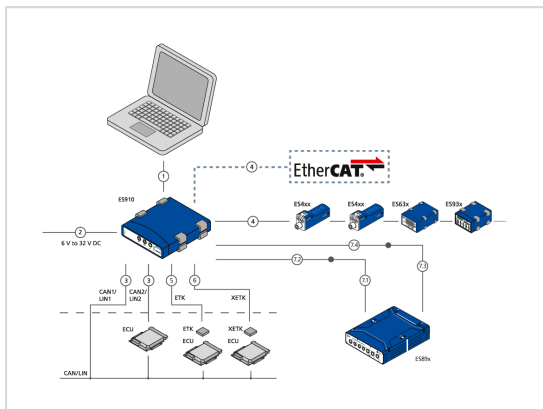 1
4
EtherCAT®
ES910
ES4xx
ES4xx
ES63x
ES93x
4
2
6 V to 32 V DC
7.4
7.2
7.3
7.1
3
3
5
6
CAN1/
LIN1
CAN2/
LIN2
ETK
XETK
ECU
ETK
ECU
XETK
ECU
ES89x
CAN/LIN